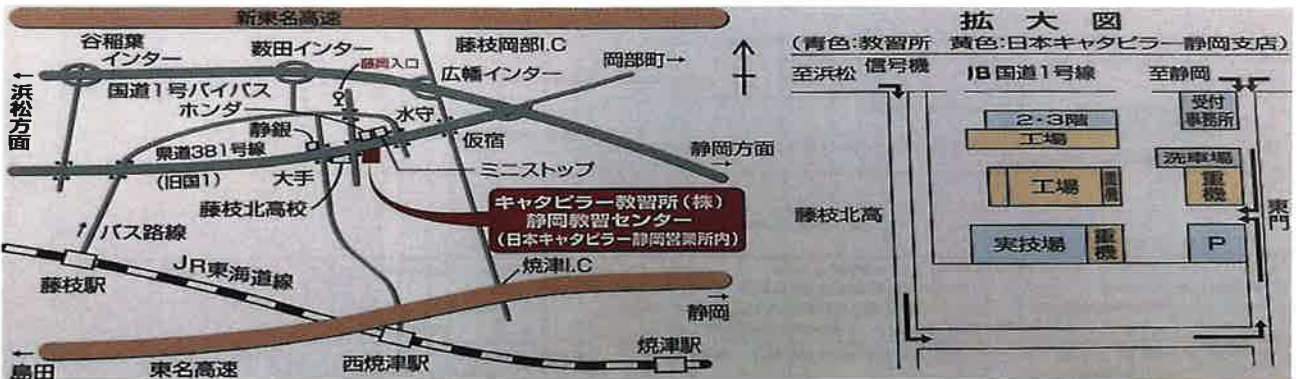 新東名高速
谷稲葉
インター
藪田インター
藤枝岡部I.C
岡部町→
藤岡入口
広幡インター
←浜松方面
国道1号バイパス
ホンダ
水守
静銀
仮宿
県道381号線
(旧国1)
大手
静岡方面
→
ミニストップ
藤枝北高校
キャタピラー教習所(株)
静岡教習センター
(日本キャタピラー静岡営業所内)
バス路線
JR東海道線
焼津I.C
藤枝駅
→
静岡
←
島田
東名高速
西焼津駅
焼津駅
拡大図
(青色:教習所 黄色:日本キャタピラー静岡支店)
至浜松
信号機
旧国道1号線
至静岡
2・3階
工場
受付
事務所
洗車場
工場
重機
重機
藤枝北高
東門
実技場
重機
P